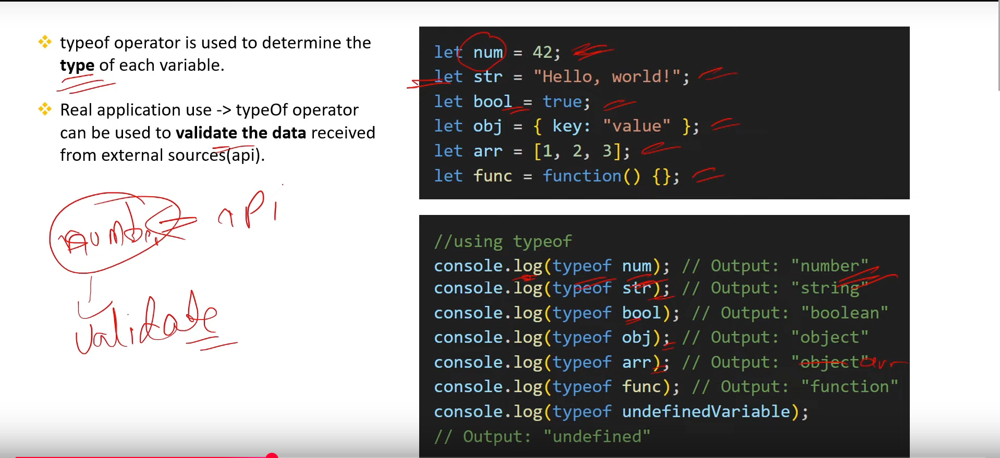 typeof operator is used to determine the
type of each variable.
Real application use -> typeOf operator
can be used to validate the data received
from external sources(api).
api
validate
let num = 42;
let str = "Hello, world!";
let bool = true;
let obj = { key: "value" };
let arr = [1, 2, 3];
let func = function() {};
//using typeof
console.log(typeof num); // Output: "number"
console.log(typeof str); // Output: "string"
console.log(typeof bool); // Output: "boolean"
console.log(typeof obj); // Output: "object"
console.log(typeof arr); // Output: "object" arr
console.log(typeof func); // Output: "function"
console.log(typeof undefinedVariable);
// Output: "undefined"